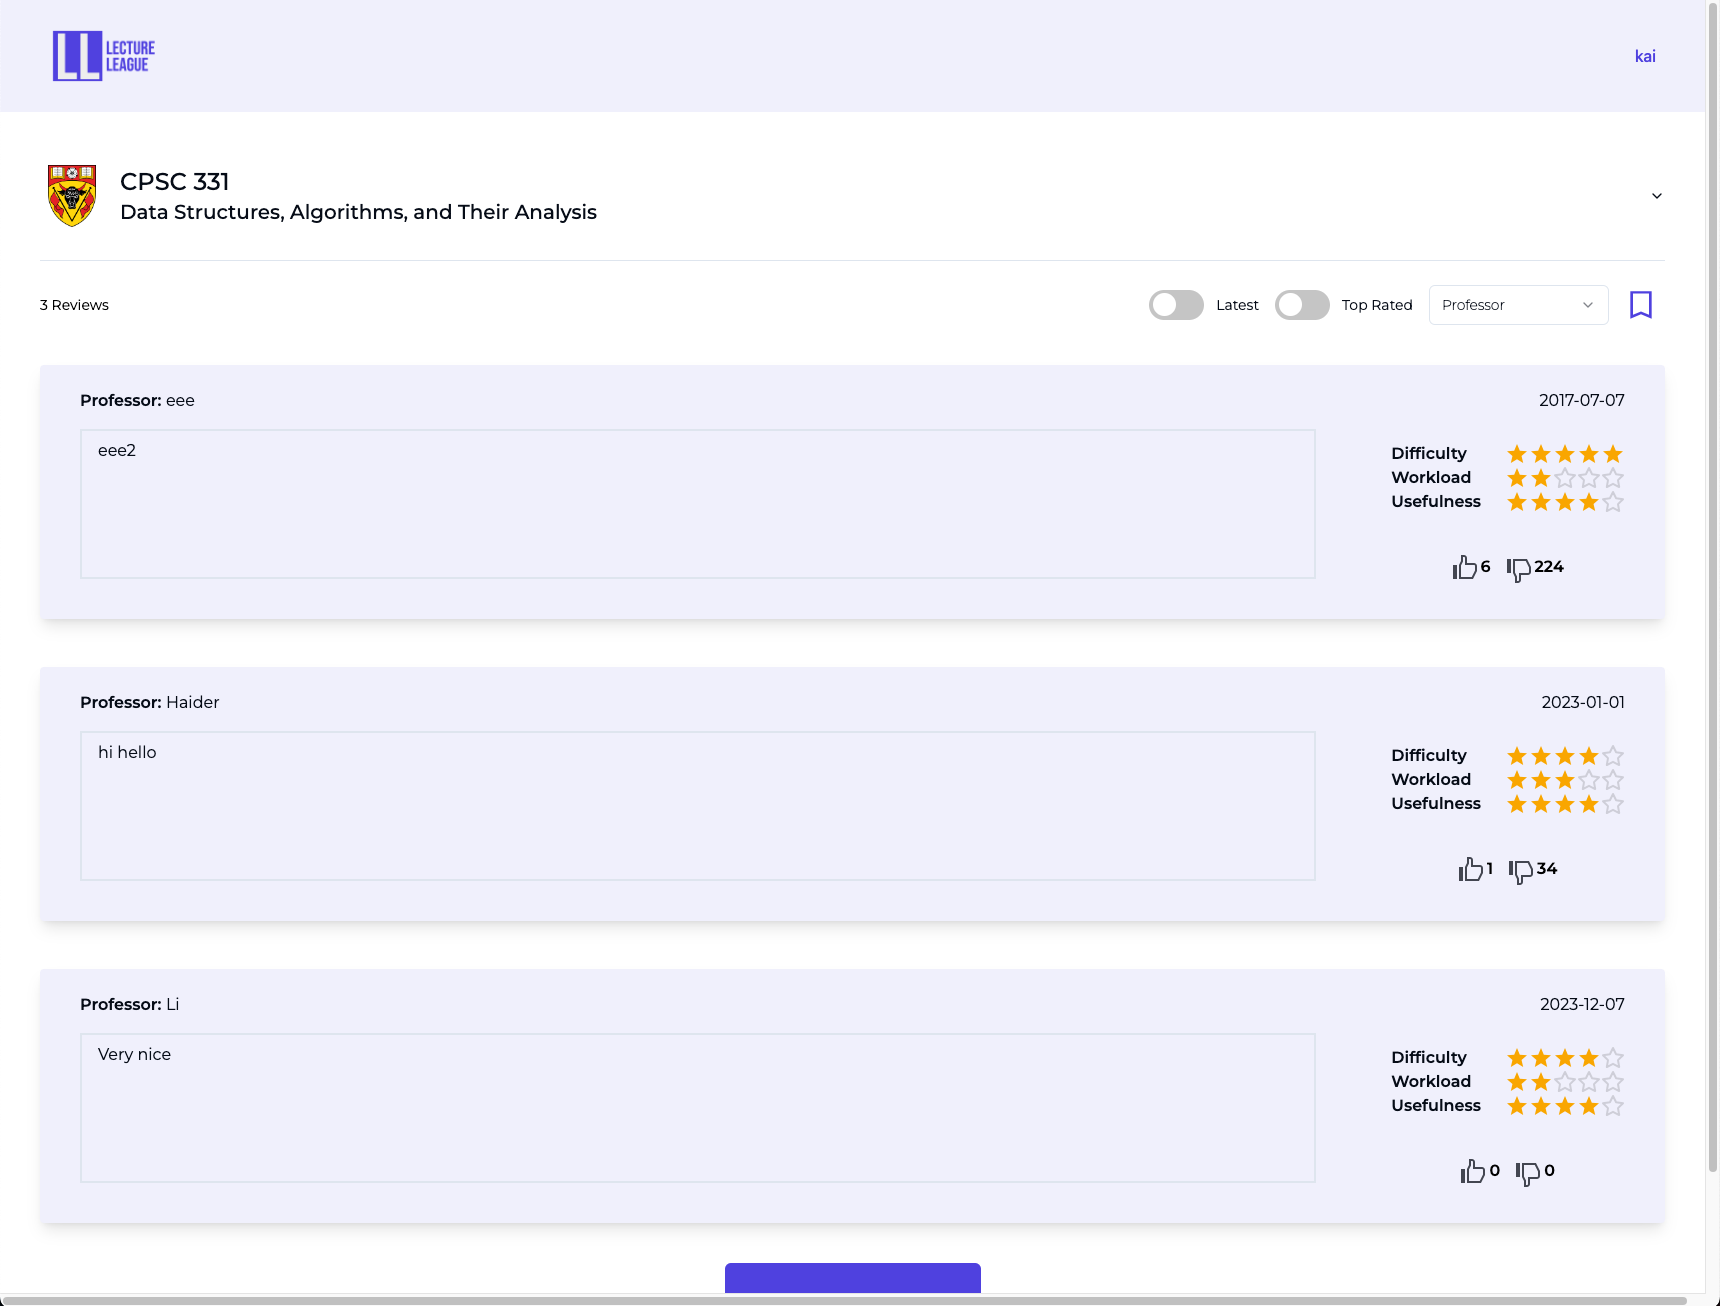 LL LECTURE
LEAGUE
kai
CPSC 331
Data Structures, Algorithms, and Their Analysis
3 Reviews
Latest
Top Rated
Professor
Professor: eee
2017-07-07
eee2
Difficulty
Workload
Usefulness
6
224
Professor: Haider
2023-01-01
hi hello
Difficulty
Workload
Usefulness
1
34
Professor: Li
2023-12-07
Very nice
Difficulty
Workload
Usefulness
0
0